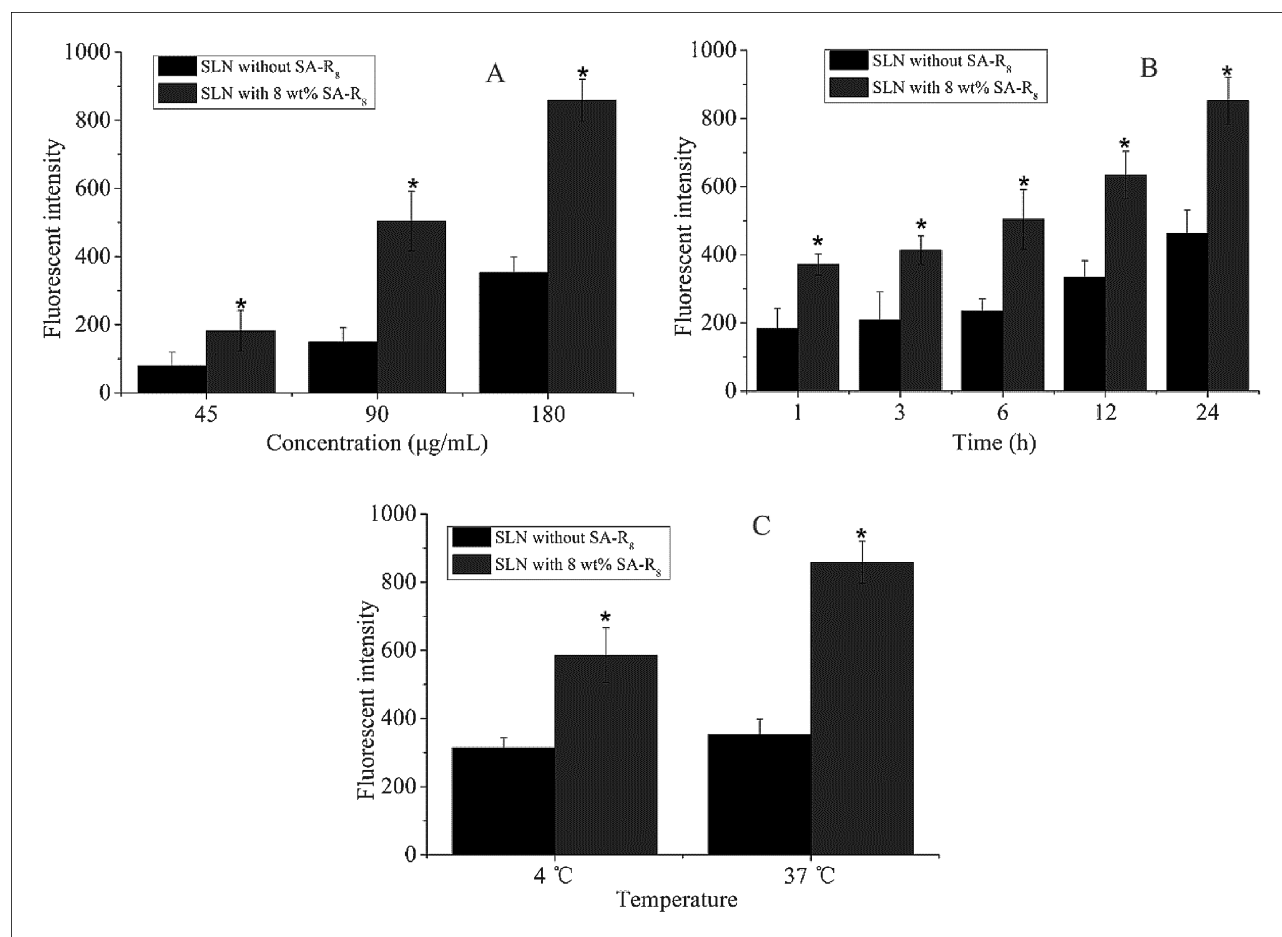 A
SLN without SA-R₈
SLN with 8 wt% SA-R₈
Fluorescent intensity
1000
800
600
400
200
0
*
*
*
45 90 180
Concentration (μg/mL)
B
SLN without SA-R₈
SLN with 8 wt% SA-R₈
Fluorescent intensity
1000
800
600
400
200
0
*
*
*
*
*
1 3 6 12 24
Time (h)
C
SLN without SA-R₈
SLN with 8 wt% SA-R₈
Fluorescent intensity
1000
800
600
400
200
0
*
*
4 ℃ 37 ℃
Temperature